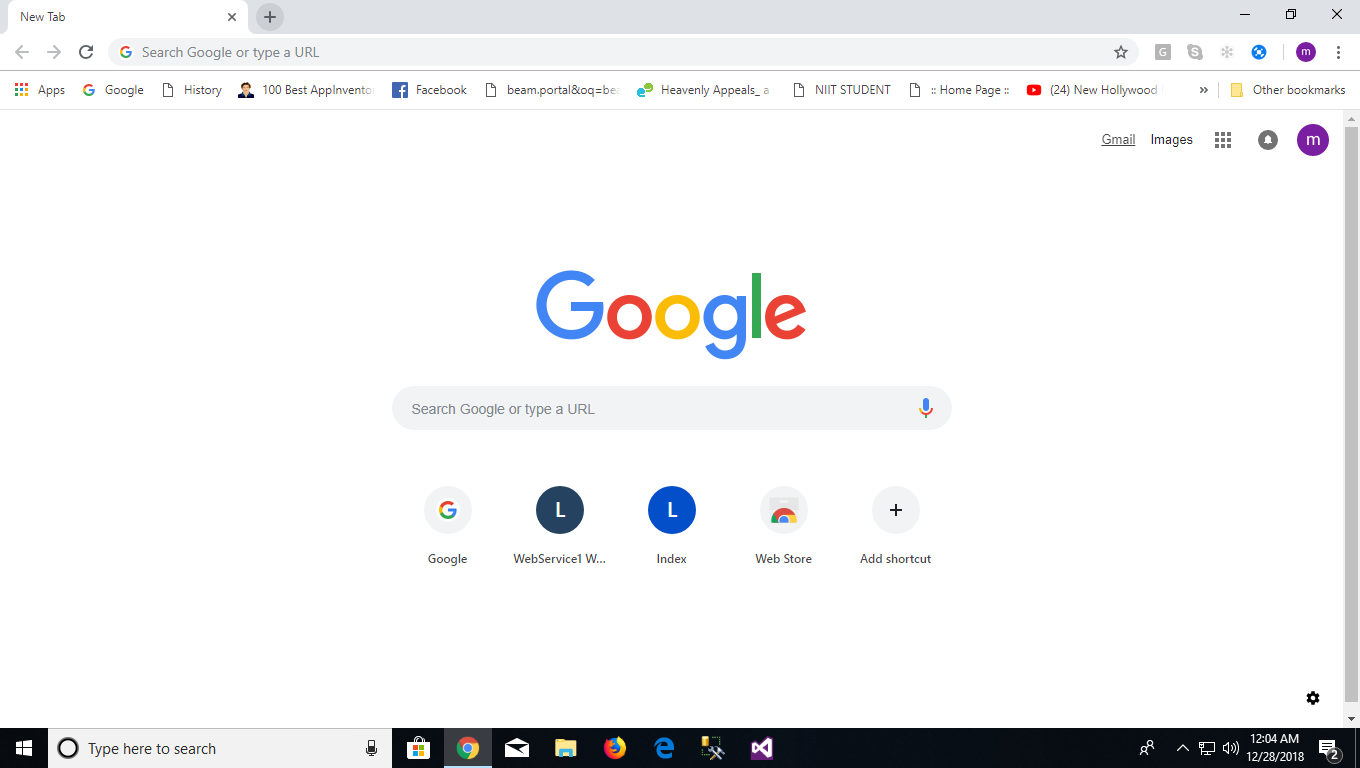 New Tab
Search Google or type a URL
G
S
m
Apps
Google
History
100 Best AppInvento
Facebook
beam.portal&oq=bea
Heavenly Appeals_ a
NIIT STUDENT
:: Home Page ::
(24) New Hollywood
»
Other bookmarks
Gmail
Images
m
Google
Search Google or type a URL
G
L
L
Google
WebService1 W...
Index
Web Store
Add shortcut
Type here to search
12:04 AM
12/28/2018
2